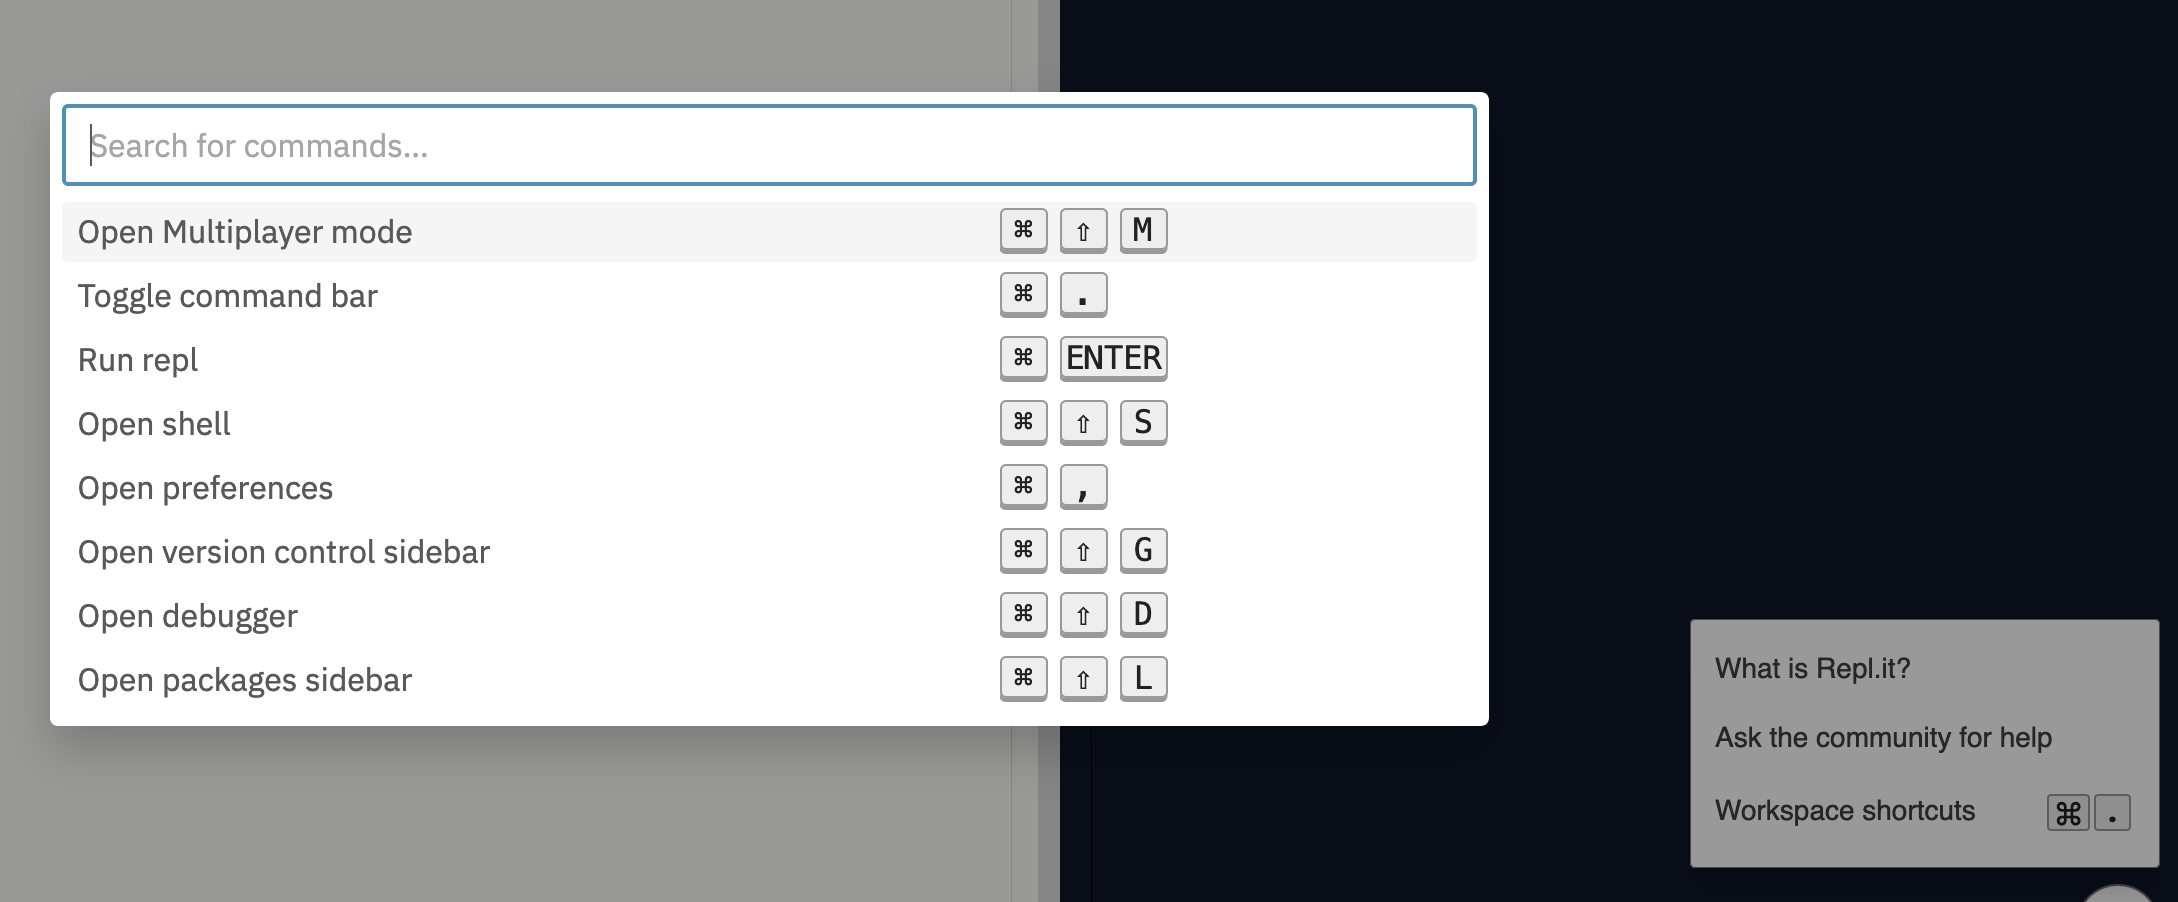 Search for commands...
Open Multiplayer mode ⌘ ⇧ M
Toggle command bar ⌘ .
Run repl ⌘ ENTER
Open shell ⌘ ⇧ S
Open preferences ⌘ ,
Open version control sidebar ⌘ ⇧ G
Open debugger ⌘ ⇧ D
Open packages sidebar ⌘ ⇧ L
What is Repl.it?
Ask the community for help
Workspace shortcuts ⌘ .